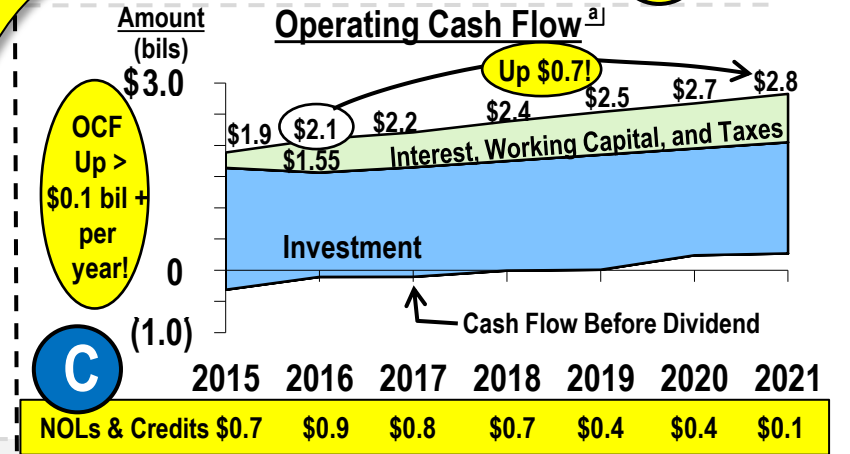 Amount
(bils)
Operating Cash Flow a]
$3.0
Up $0.7!
$1.9 $2.1 $2.2 $2.4 $2.5 $2.7 $2.8
$1.55
Interest, Working Capital, and Taxes
OCF
Up >
$0.1 bil +
per
year!
Investment
0
Cash Flow Before Dividend
(1.0)
C
2015 2016 2017 2018 2019 2020 2021
NOLs & Credits $0.7 $0.9 $0.8 $0.7 $0.4 $0.4 $0.1